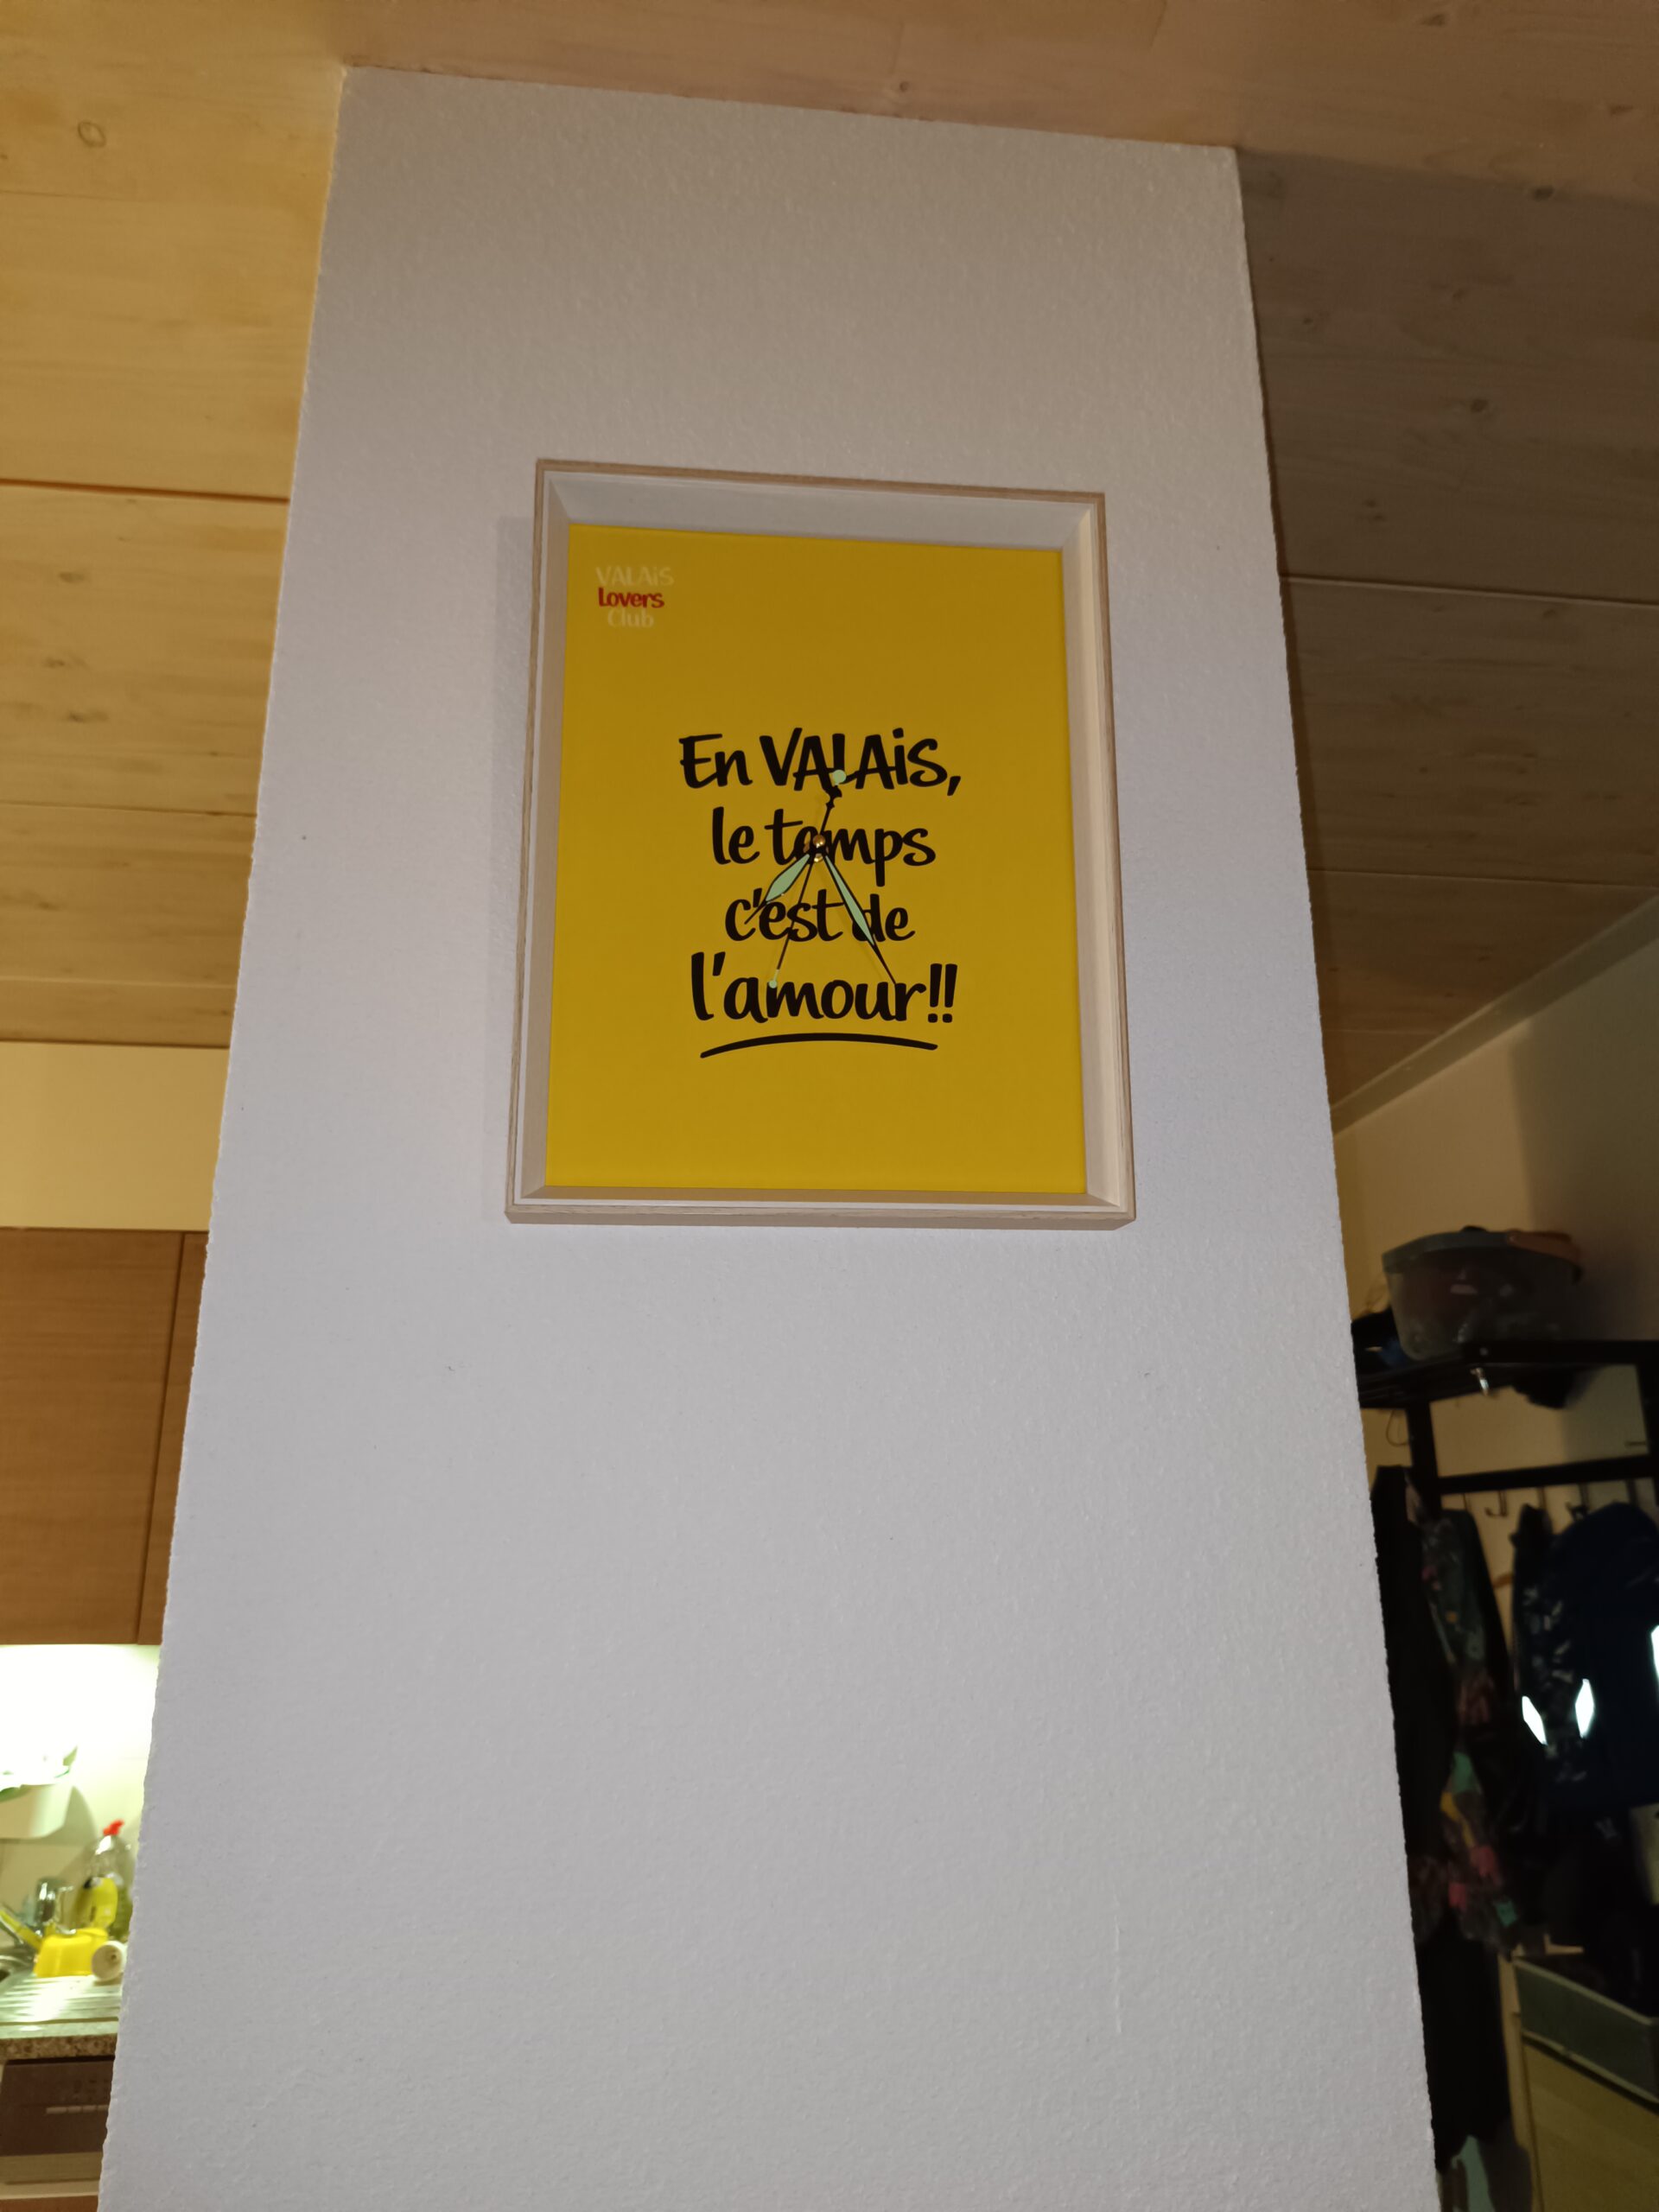 VALAiS
Lovers
Club
En VALAiS,
le temps
c'est de
l'amour!!